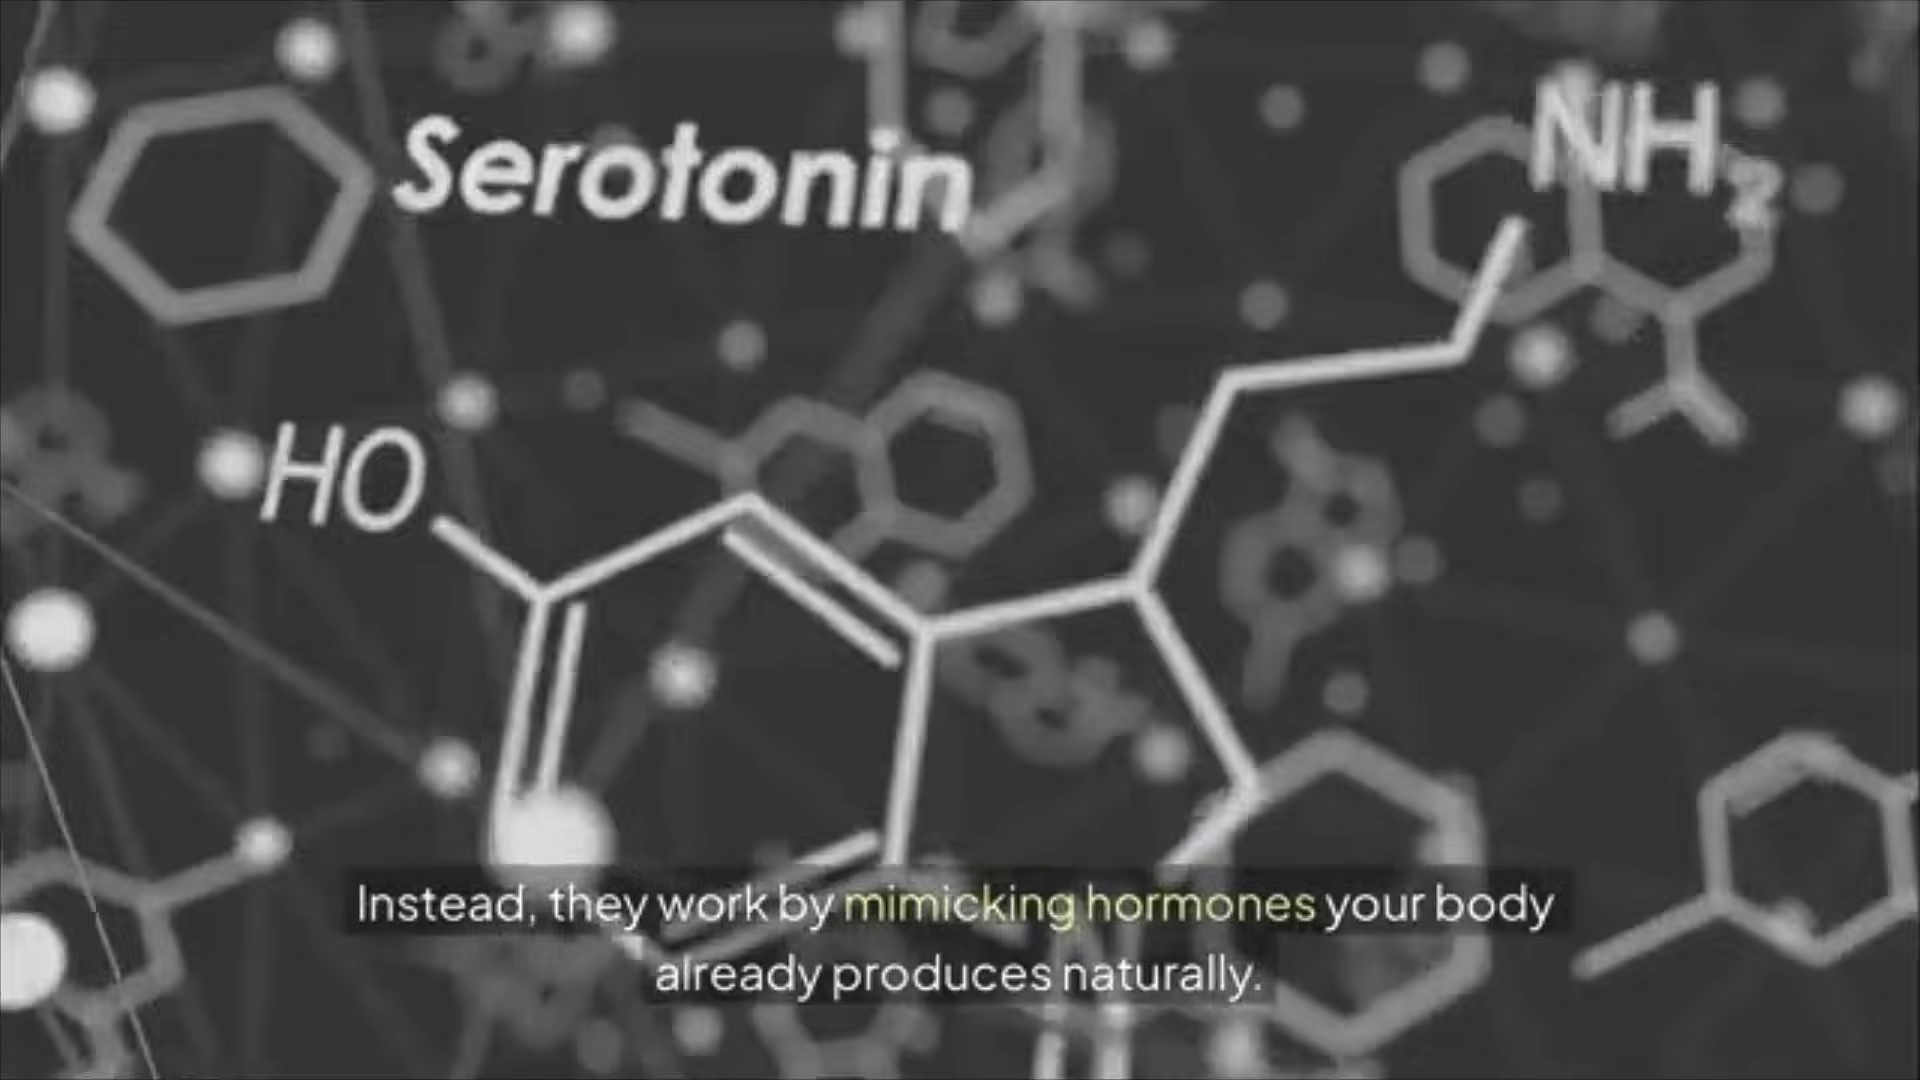 Serotonin
NH₂
HO
Instead, they work by mimicking hormones your body
already produces naturally.